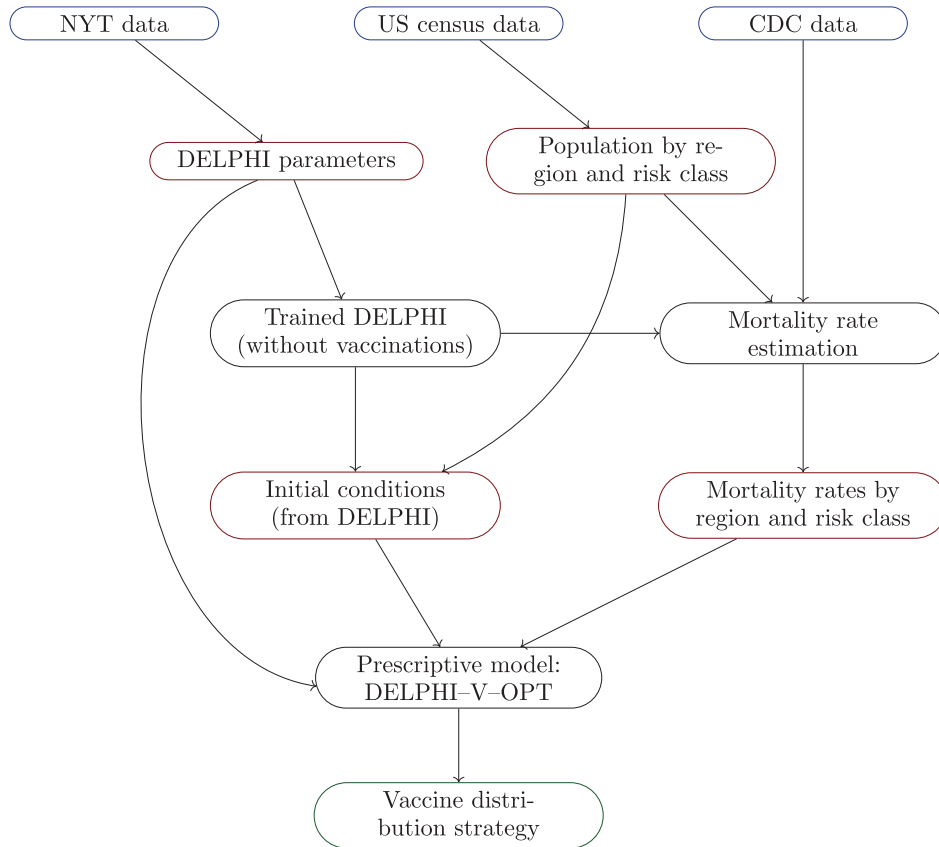 NYT data
US census data
CDC data
DELPHI parameters
Population by re-
gion and risk class
Trained DELPHI
(without vaccinations)
Mortality rate
estimation
Initial conditions
(from DELPHI)
Mortality rates by
region and risk class
Prescriptive model:
DELPHI–V–OPT
Vaccine distri-
bution strategy